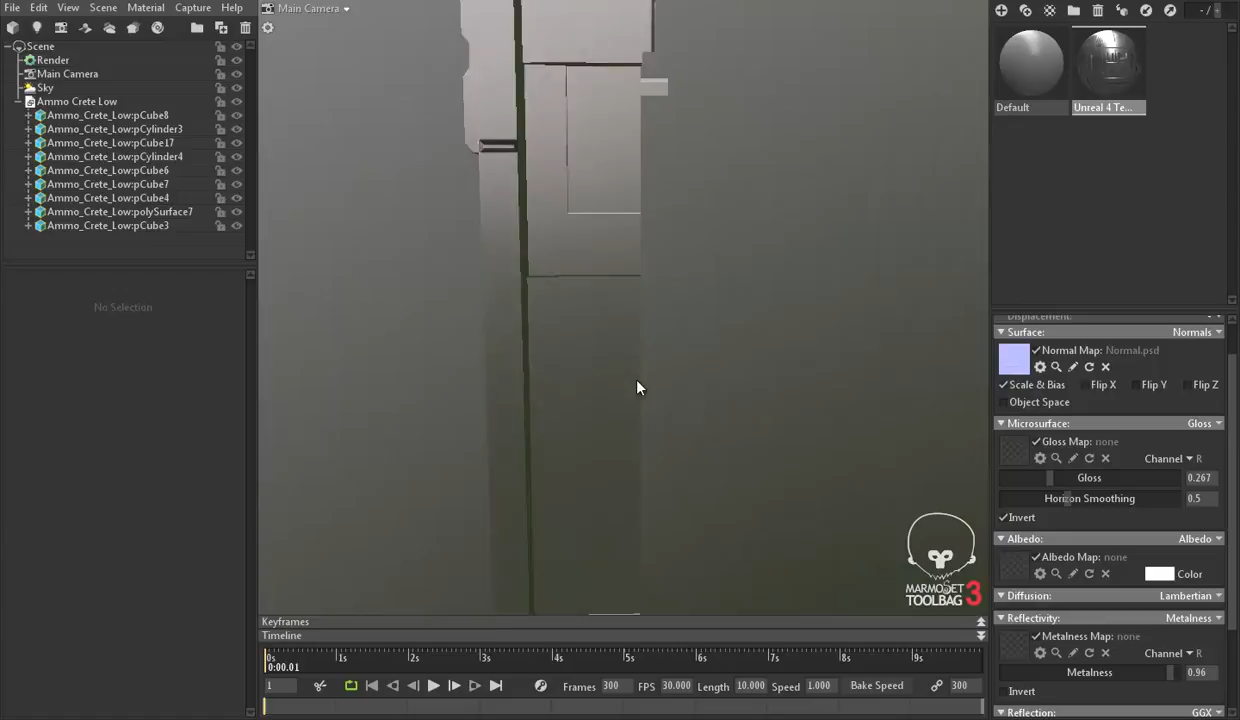 File Edit View Scene Material Capture Help
Main Camera
Scene
Render
Main Camera
Sky
Ammo Crete Low
Ammo_Crete_Low:pCube8
Ammo_Crete_Low:pCylinder3
Ammo_Crete_Low:pCube17
Ammo_Crete_Low:pCylinder4
Ammo_Crete_Low:pCube6
Ammo_Crete_Low:pCube7
Ammo_Crete_Low:pCube4
Ammo_Crete_Low:polySurface7
Ammo_Crete_Low:pCube3
No Selection
- /
Default Unreal 4 Te...
Displacement:
Surface: Normals
Normal Map: Normal.psd
Scale & Bias Flip X Flip Y Flip Z
Object Space
Microsurface: Gloss
Gloss Map: none
Channel R
Gloss 0.267
Horizon Smoothing 0.5
Invert
Albedo: Albedo
Albedo Map: none
Color
Diffusion: Lambertian
Reflectivity: Metalness
Metalness Map: none
Channel R
Metalness 0.96
Invert
Reflection: GGX
MARMOSET
TOOLBAG 3
Keyframes
Timeline
0s 1s 2s 3s 4s 5s 6s 7s 8s 9s
0:00.01
1 Frames 300 FPS 30.000 Length 10.000 Speed 1.000 Bake Speed 300